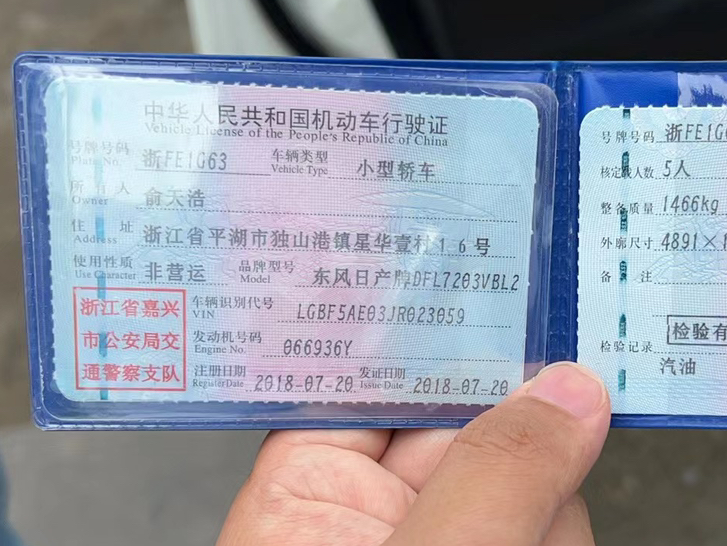 中华人民共和国机动车行驶证
Vehicle License of the People's Republic of China
号牌号码 浙FE1G63 车辆类型 小型轿车
Plate No. Vehicle Type
所有人 俞天浩
Owner
住址 浙江省平湖市独山港镇星华壹村16号
Address
使用性质 非营运 品牌型号 东风日产牌DFL7203VBL2
Use Character Model
浙江省嘉兴
市公安局交
通警察支队
车辆识别代号 LGBF5AE03JR023059
VIN
发动机号码 066936Y
Engine No.
注册日期 2018-07-20 发证日期 2018-07-20
Register Date Issue Date
号牌号码 浙FE1G
核定载人数 5人
整备质量 1466kg
外廓尺寸 4891×1
备注
检验记录 检验有
汽油